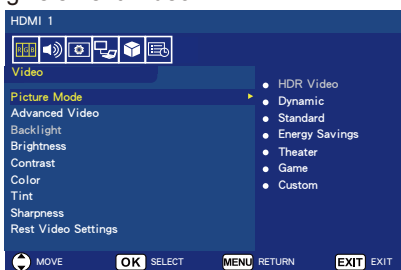 HDMI 1
RGB
Video
Picture Mode
Advanced Video
Backlight
Brightness
Contrast
Color
Tint
Sharpness
Rest Video Settings
HDR Video
Dynamic
Standard
Energy Savings
Theater
Game
Custom
MOVE OK SELECT MENU RETURN EXIT EXIT